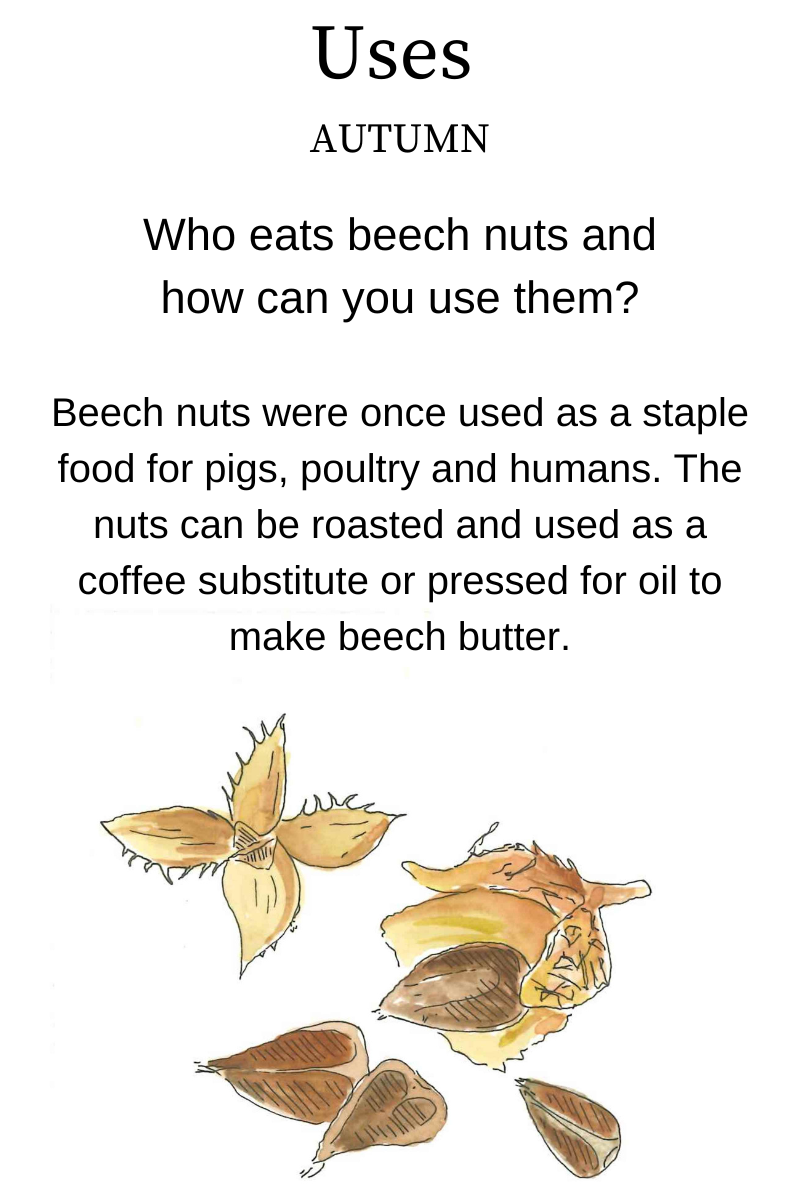 Uses
AUTUMN
Who eats beech nuts and
how can you use them?
Beech nuts were once used as a staple
food for pigs, poultry and humans. The
nuts can be roasted and used as a
coffee substitute or pressed for oil to
make beech butter.